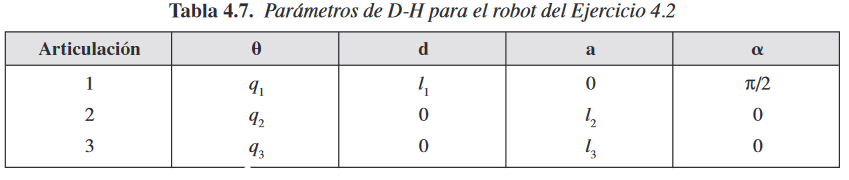 Tabla 4.7. Parámetros de D-H para el robot del Ejercicio 4.2
Articulación θ d a α
1 q₁ l₁ 0 π/2
2 q₂ 0 l₂ 0
3 q₃ 0 l₃ 0